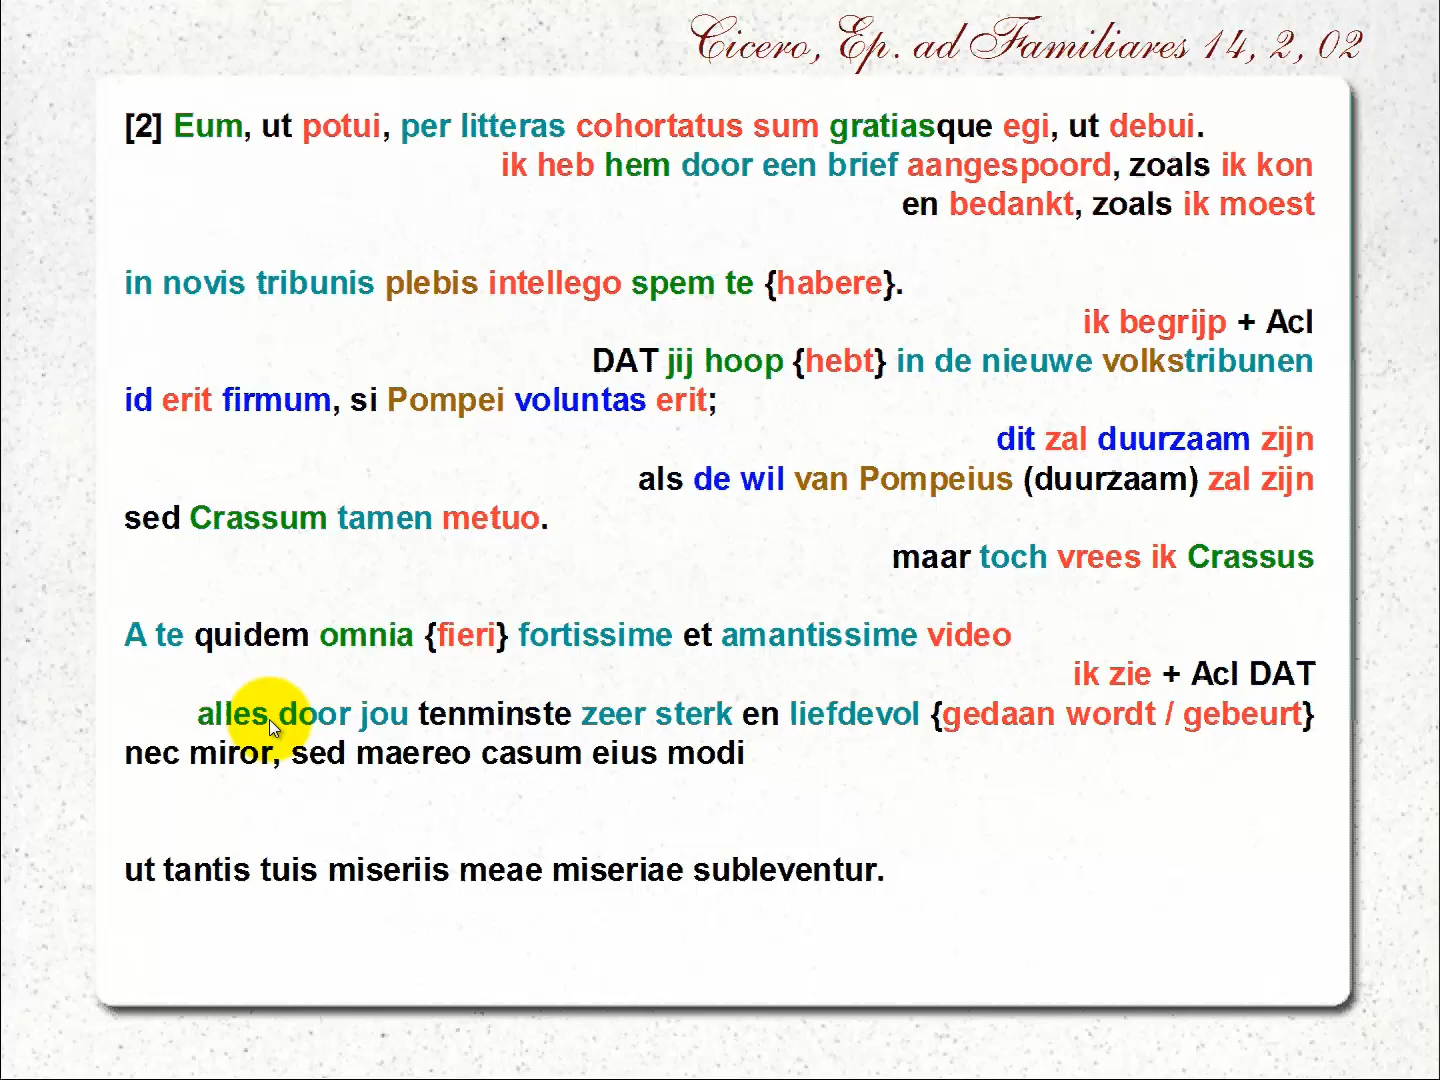 Cicero, Ep. ad Familiares 14, 2, 02
[2] Eum, ut potui, per litteras cohortatus sum gratiasque egi, ut debui.
ik heb hem door een brief aangespoord, zoals ik kon
en bedankt, zoals ik moest
in novis tribunis plebis intellego spem te {habere}.
ik begrijp + AcI
DAT jij hoop {hebt} in de nieuwe volkstribunen
id erit firmum, si Pompei voluntas erit;
dit zal duurzaam zijn
als de wil van Pompeius (duurzaam) zal zijn
sed Crassum tamen metuo.
maar toch vrees ik Crassus
A te quidem omnia {fieri} fortissime et amantissime video
ik zie + AcI DAT
alles door jou tenminste zeer sterk en liefdevol {gedaan wordt / gebeurt}
nec miror, sed maereo casum eius modi
ut tantis tuis miseriis meae miseriae subleventur.